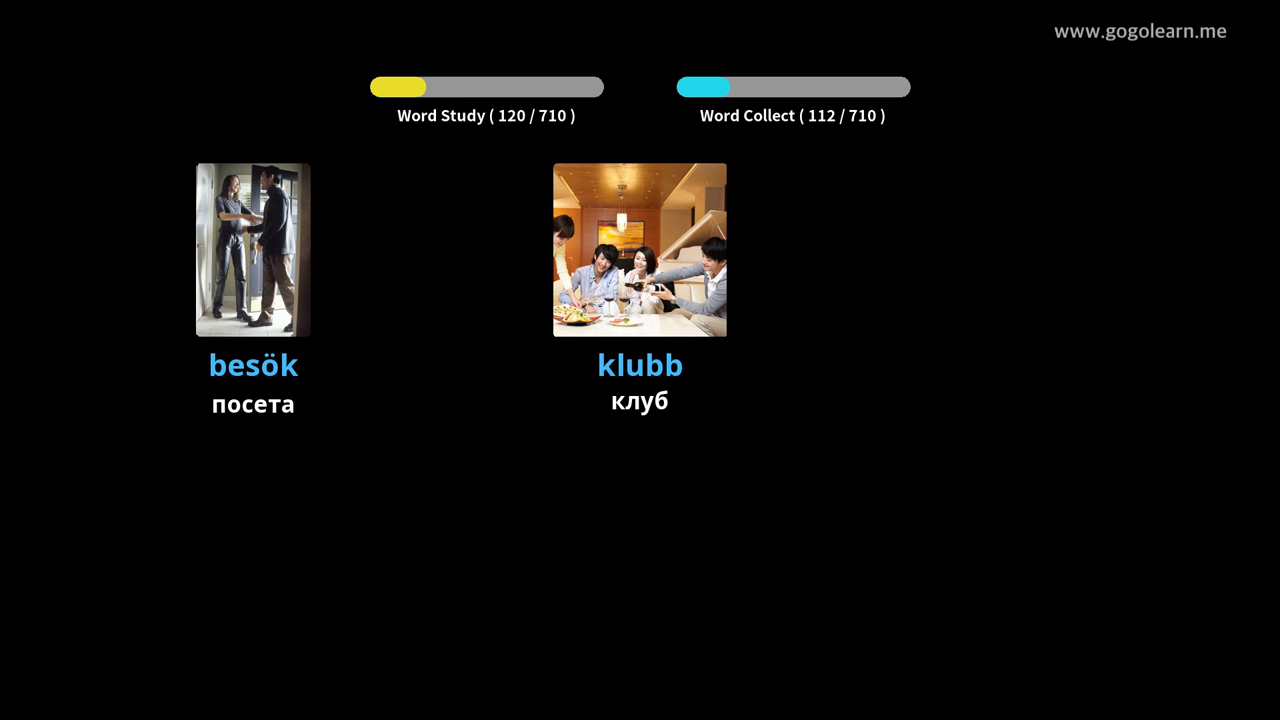 www.gogolearn.me
Word Study ( 120 / 710 )
Word Collect ( 112 / 710 )
besök
посета
klubb
клуб